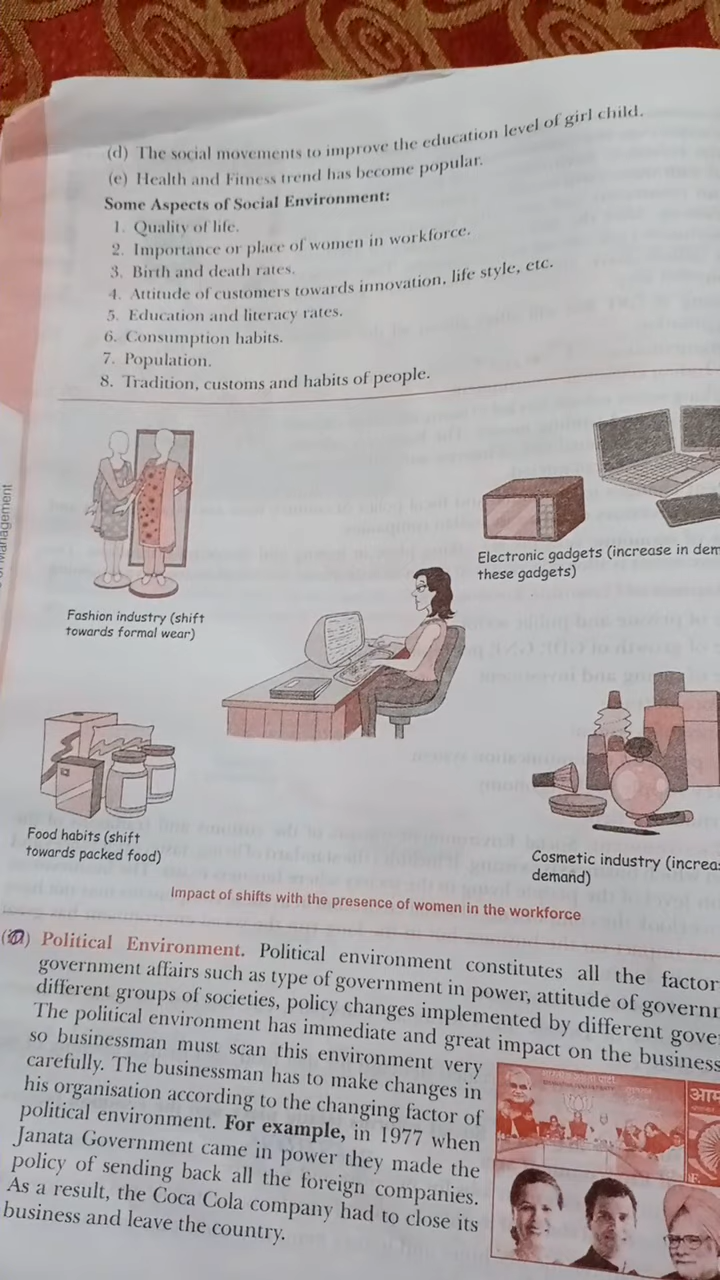 (d) The social movements to improve the education level of girl child.
(e) Health and Fitness trend has become popular.
Some Aspects of Social Environment:
1. Quality of life.
2. Importance or place of women in workforce.
3. Birth and death rates.
4. Attitude of customers towards innovation, life style, etc.
5. Education and literacy rates.
6. Consumption habits.
7. Population.
8. Tradition, customs and habits of people.
Management
Electronic gadgets (increase in dem
these gadgets)
Fashion industry (shift
towards formal wear)
Food habits (shift
towards packed food)
Cosmetic industry (increa
demand)
Impact of shifts with the presence of women in the workforce
Political Environment. Political environment constitutes all the factor
government affairs such as type of government in power, attitude of governm
different groups of societies, policy changes implemented by different gove
The political environment has immediate and great impact on the business
so businessman must scan this environment very
carefully. The businessman has to make changes in
his organisation according to the changing factor of
political environment. For example, in 1977 when
Janata Government came in power they made the
policy of sending back all the foreign companies.
As a result, the Coca Cola company had to close its
business and leave the country.
आम